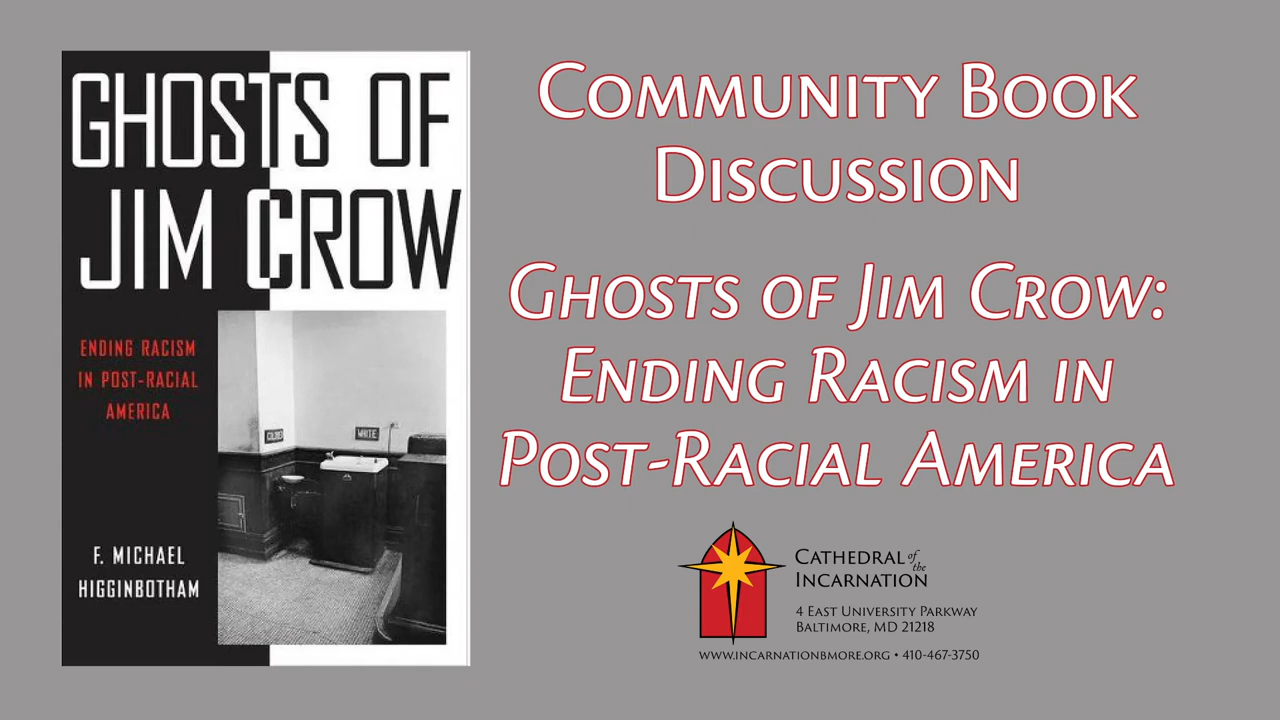 GHOSTS OF
JIM CROW
ENDING RACISM
IN POST-RACIAL
AMERICA
COLORED
WHITE
F. MICHAEL
HIGGINBOTHAM
COMMUNITY BOOK
DISCUSSION
GHOSTS OF JIM CROW:
ENDING RACISM IN
POST-RACIAL AMERICA
CATHEDRAL of the
INCARNATION
4 EAST UNIVERSITY PARKWAY
BALTIMORE, MD 21218
WWW.INCARNATIONBMORE.ORG • 410-467-3750